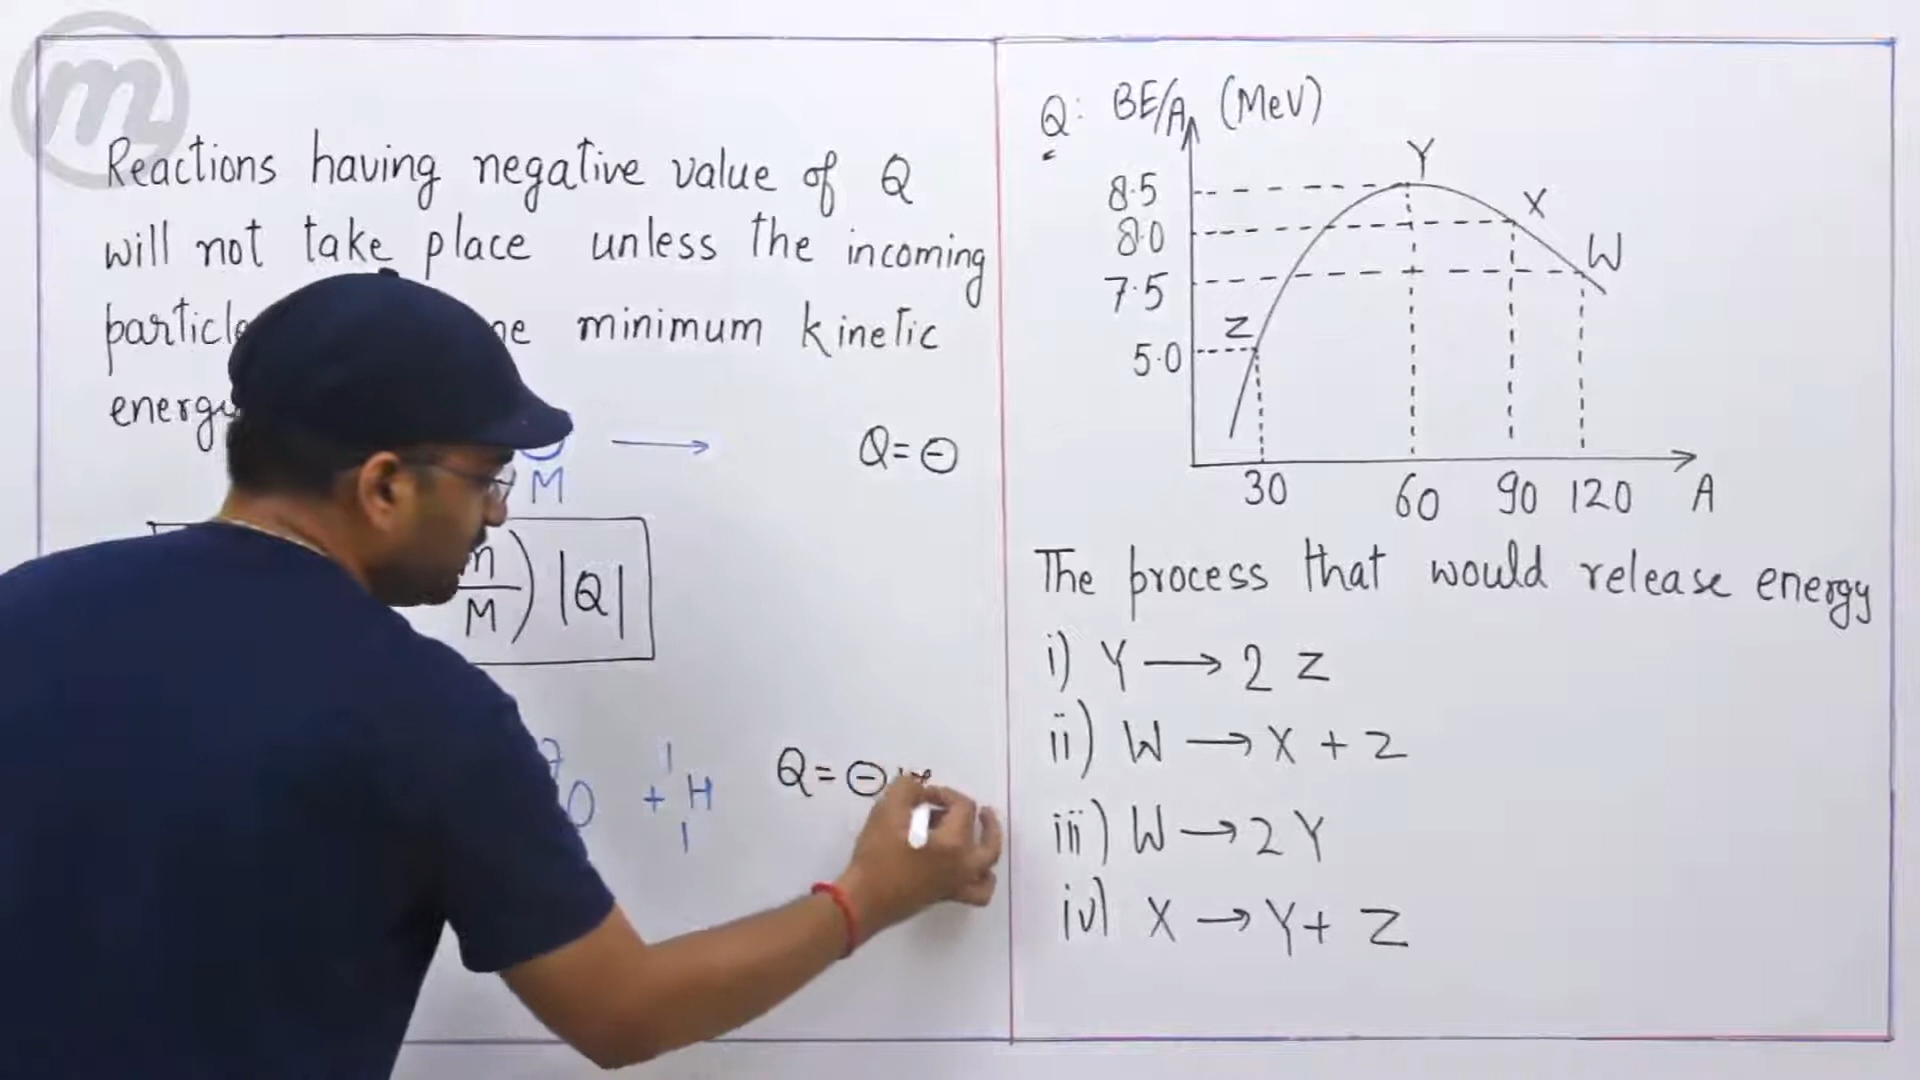 m
Reactions having negative value of Q
will not take place unless the incoming
minimum kinetic
Q = ⊖
M
m
M ) |Q|
O + 1 H 1
Q = ⊖
Q: BE/A (MeV)
8.5
8.0
7.5
5.0
Y
X
W
Z
30 60 90 120 A
The process that would release energy
i) Y → 2 Z
ii) W → X + Z
iii) W → 2 Y
iv) X → Y + Z